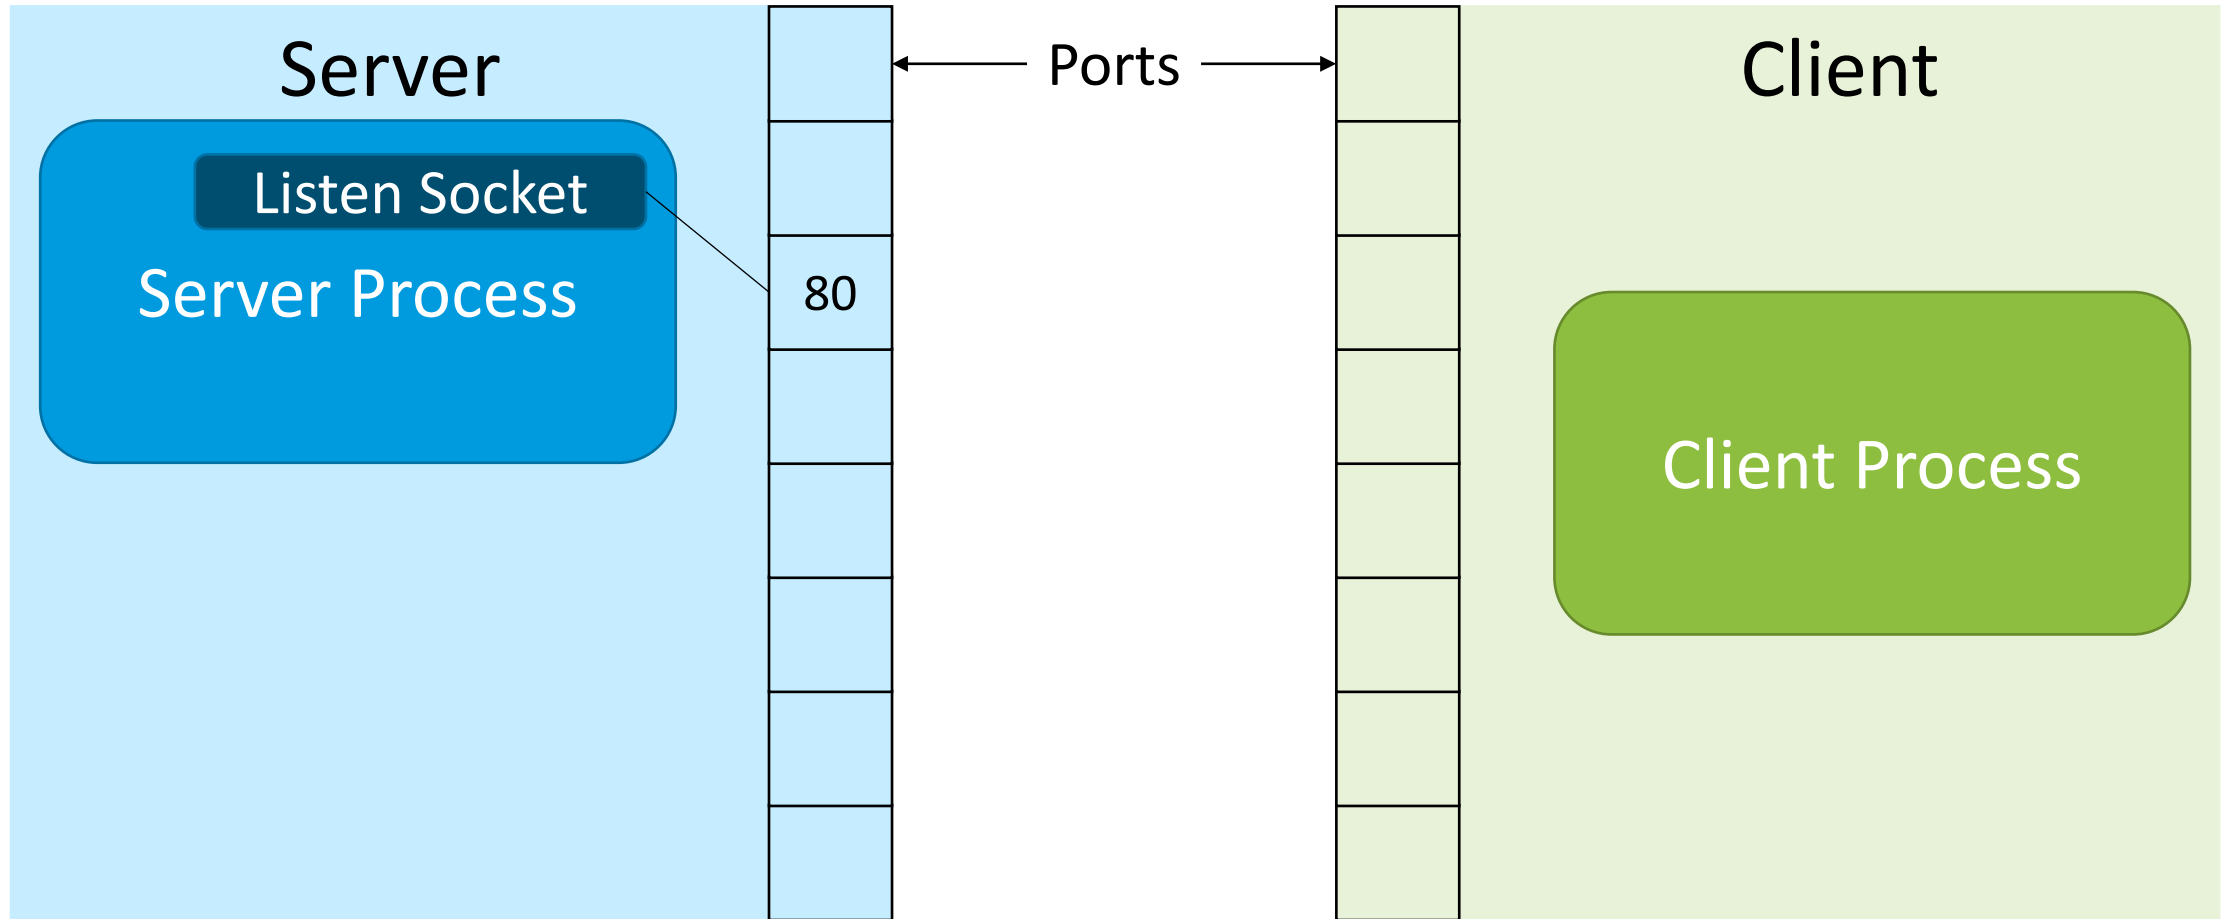 Server
Ports
Client
Listen Socket
Server Process
80
Client Process